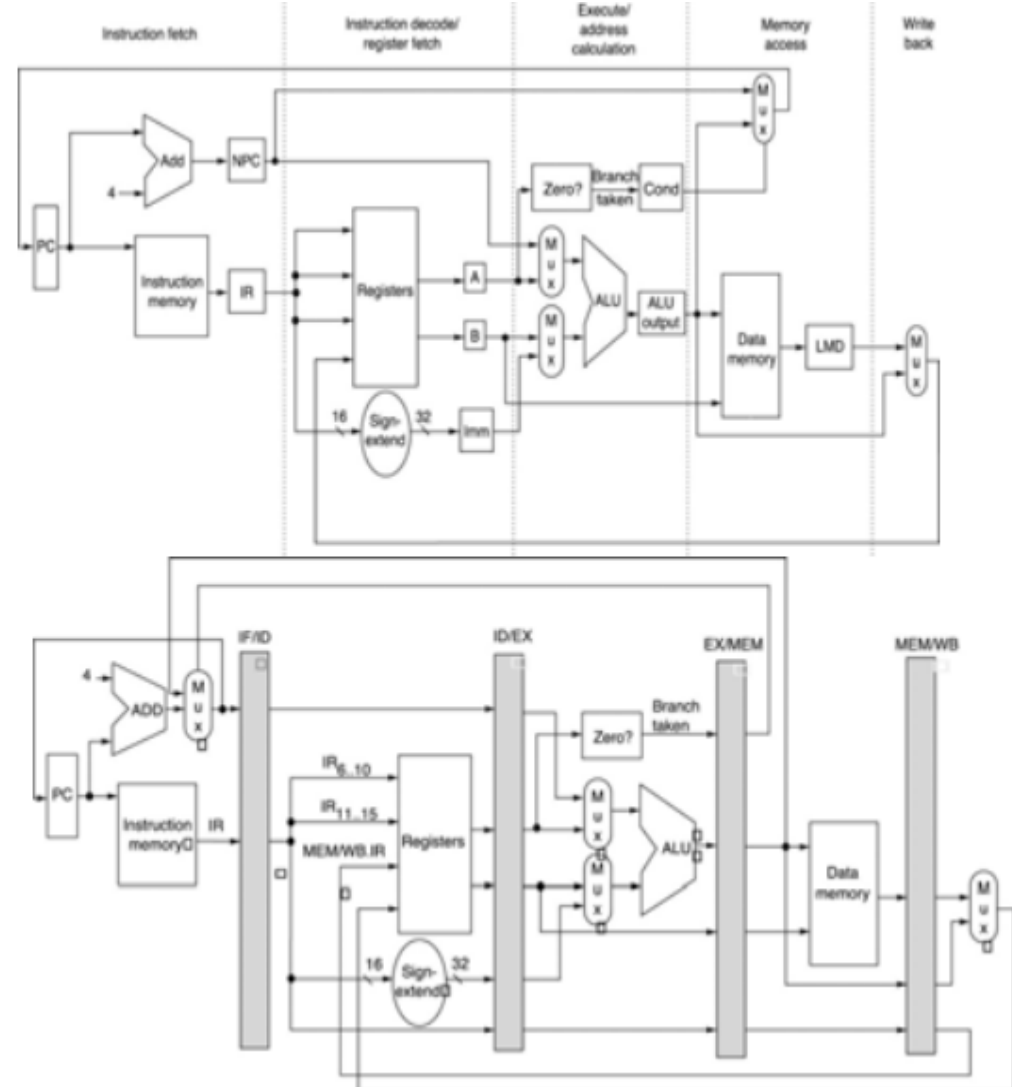 Instruction fetch
Instruction decode/
register fetch
Execute/
address
calculation
Memory
access
Write
back
M
u
x
Add
NPC
4
Zero?
Branch
taken
Cond
PC
Instruction
memory
IR
Registers
A
B
M
u
x
M
u
x
ALU
ALU
output
Data
memory
LMD
M
u
x
16
Sign-
extend
32
Imm
IF/ID
ID/EX
EX/MEM
MEM/WB
4
ADD
M
u
x
Branch
taken
Zero?
PC
Instruction
memory
IR
IR6..10
IR11..15
MEM/WB.IR
Registers
M
u
x
M
u
x
ALU
Data
memory
M
u
x
16
Sign-
extend
32